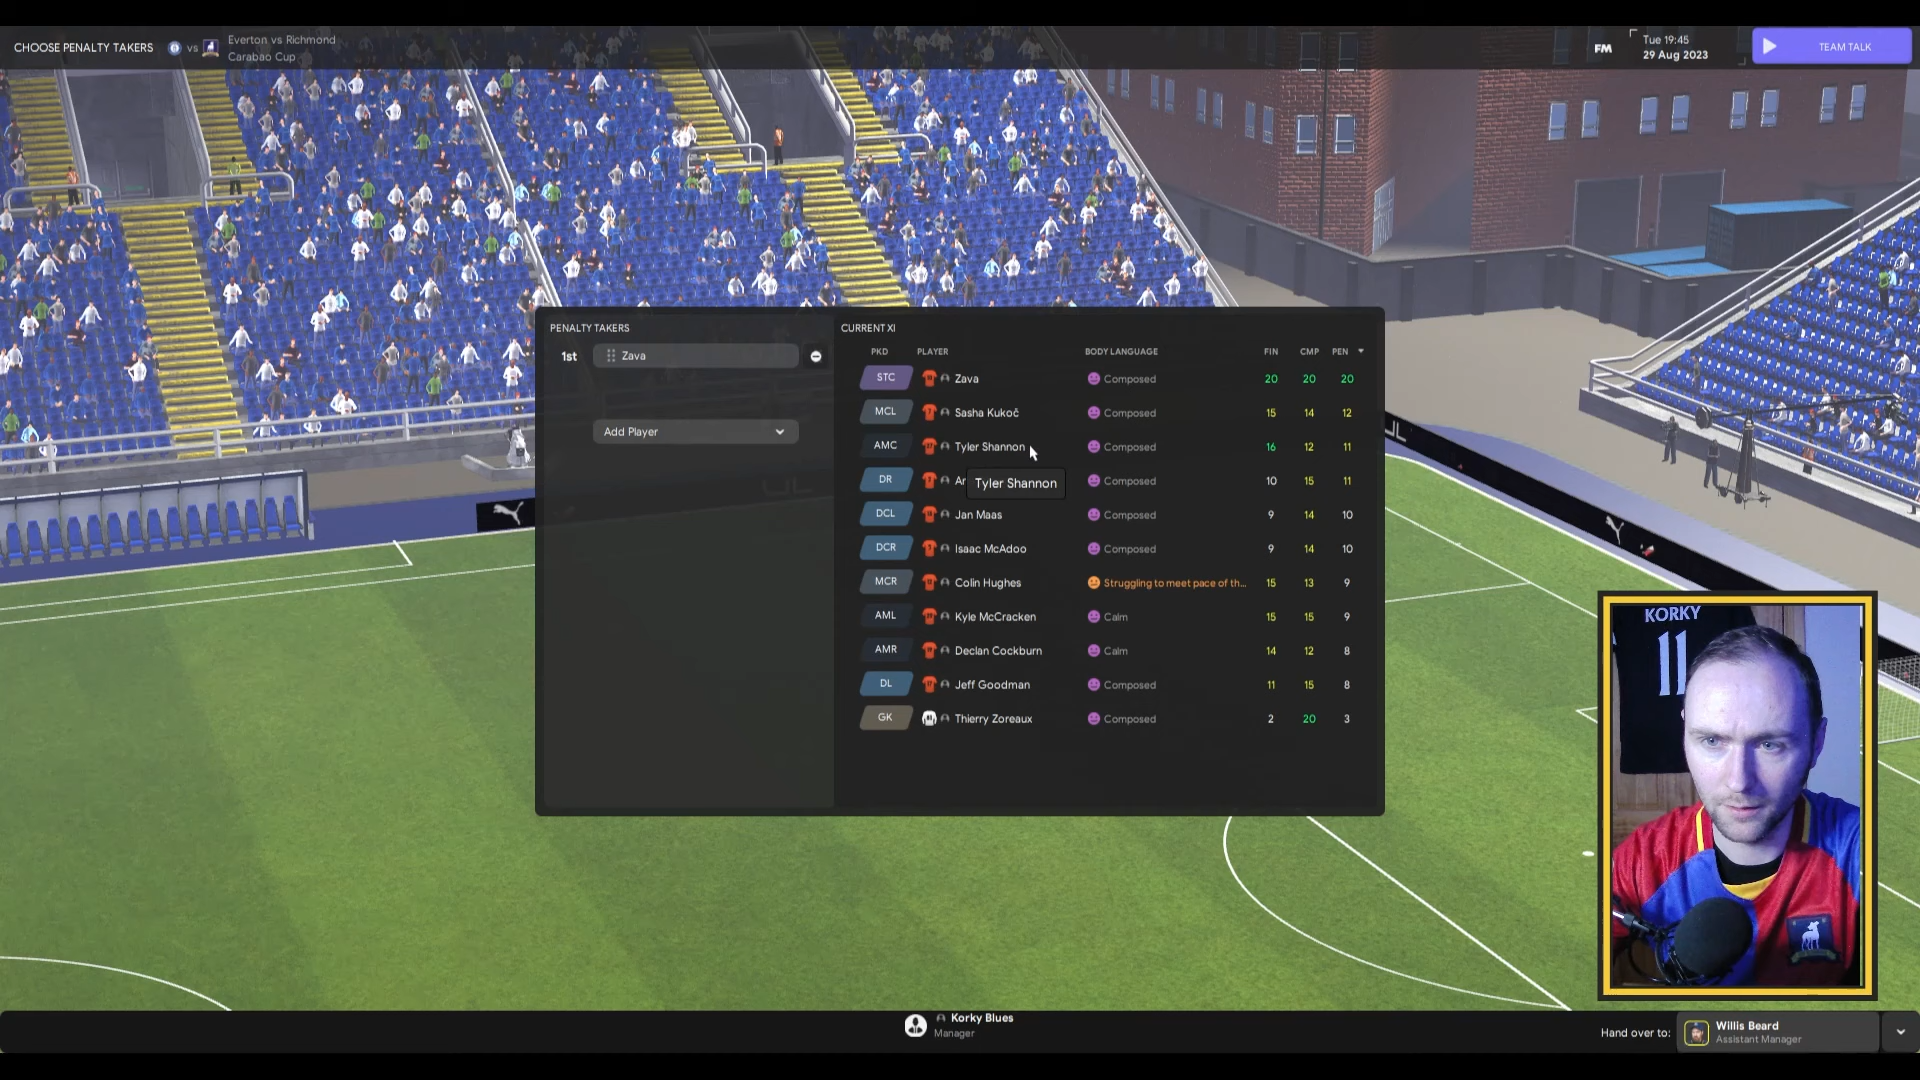 CHOOSE PENALTY TAKERS
vs
Everton vs Richmond
Carabao Cup
FM
Tue 19:45
29 Aug 2023
TEAM TALK
PENALTY TAKERS
1st Zava
Add Player
CURRENT XI
PKD PLAYER BODY LANGUAGE FIN CMP PEN
STC Zava Composed 20 20 20
MCL Sasha Kukoč Composed 15 14 12
AMC Tyler Shannon Composed 16 12 11
DR Ar Composed 10 15 11
Tyler Shannon
DCL Jan Maas Composed 9 14 10
DCR Isaac McAdoo Composed 9 14 10
MCR Colin Hughes Struggling to meet pace of th... 15 13 9
AML Kyle McCracken Calm 15 15 9
AMR Declan Cockburn Calm 14 12 8
DL Jeff Goodman Composed 11 15 8
GK Thierry Zoreaux Composed 2 20 3
KORKY
11
Korky Blues
Manager
Hand over to:
Willis Beard
Assistant Manager